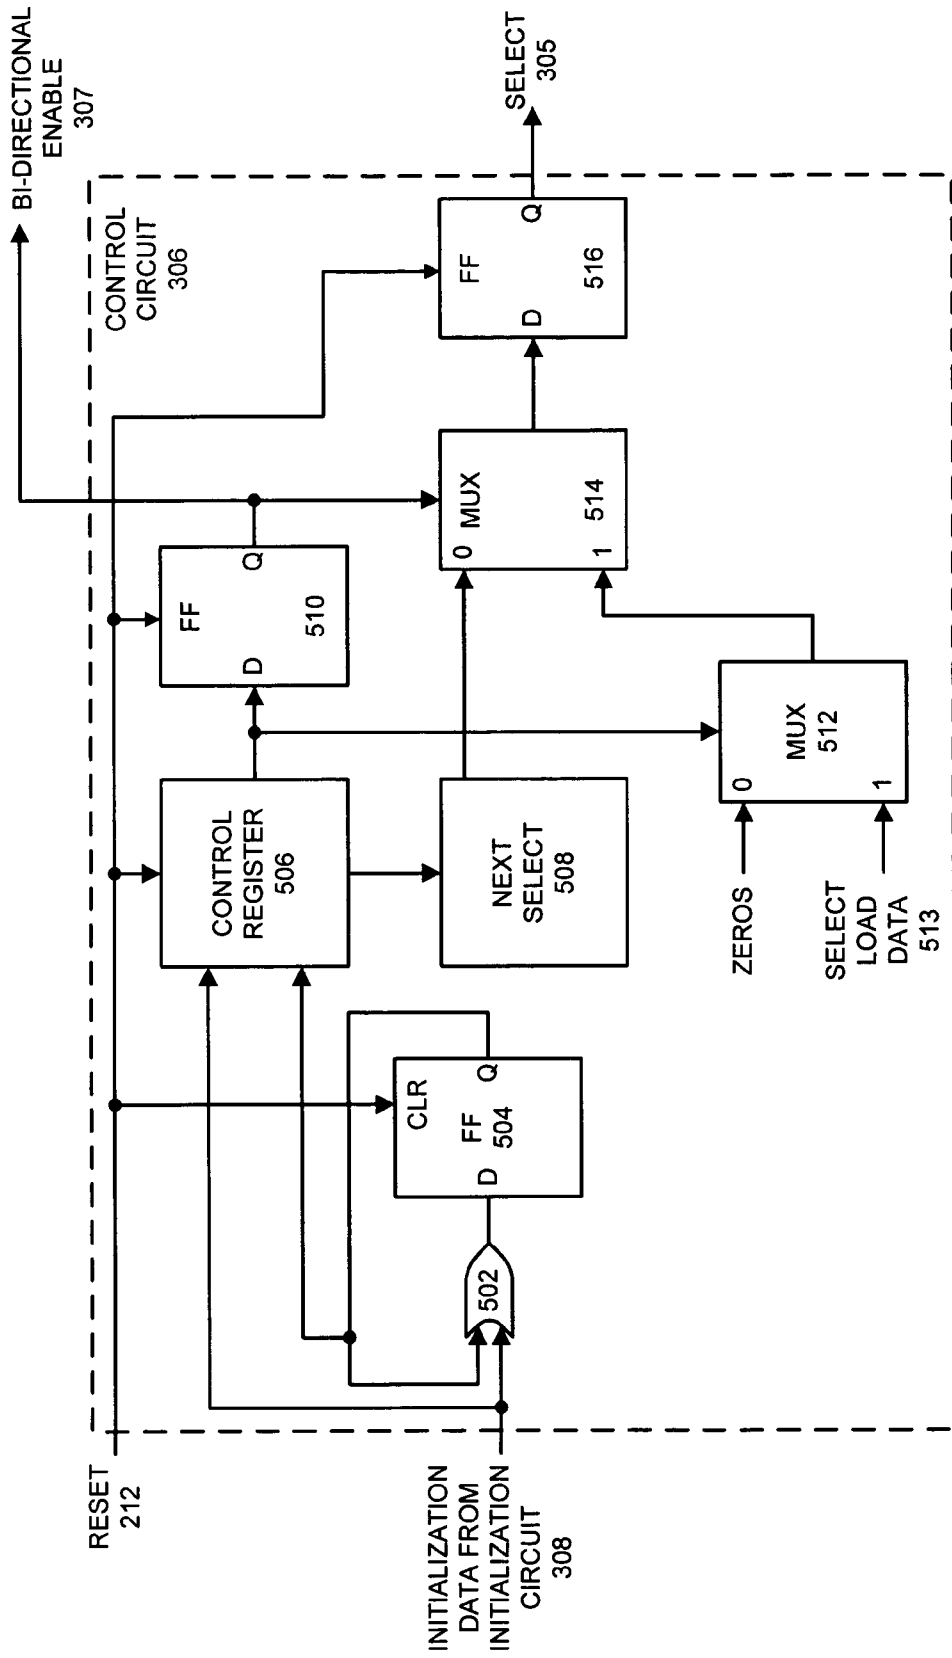 BI-DIRECTIONAL
ENABLE
307
RESET
212
CONTROL
CIRCUIT
306
CONTROL
REGISTER
506
FF
D
Q
510
SELECT
305
INITIALIZATION
DATA FROM
INITIALIZATION
CIRCUIT
308
502
CLR
FF
504
D
Q
NEXT
SELECT
508
MUX
0
1
514
FF
D
Q
516
ZEROS
SELECT
LOAD
DATA
513
0
1
MUX
512